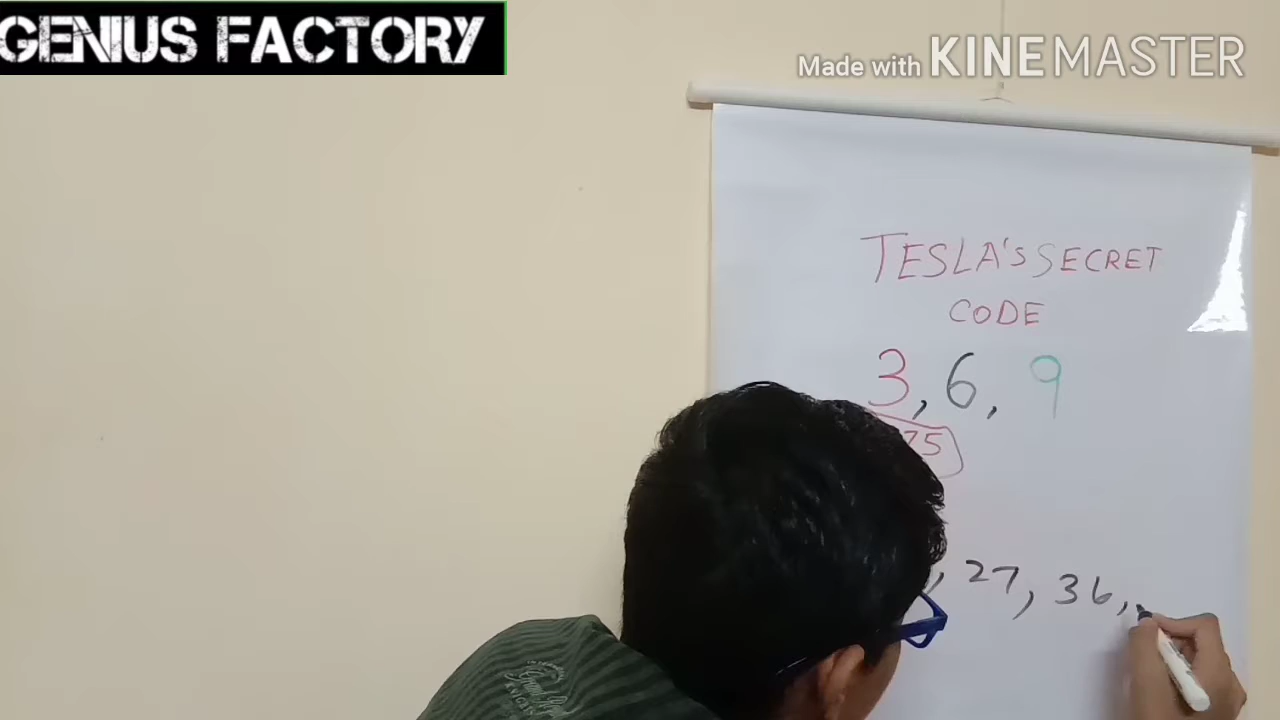 GENIUS FACTORY
Made with KINEMASTER
TESLA'S SECRET
CODE
3, 6, 9
75
, 27, 36,